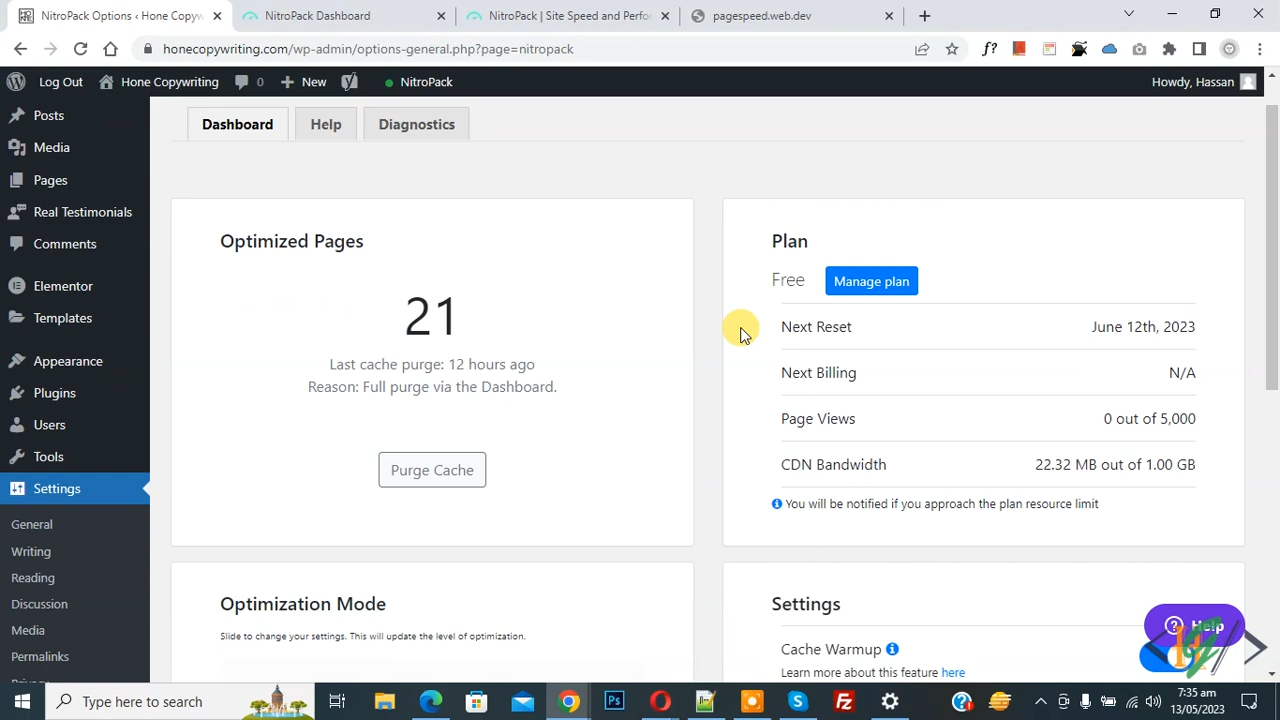 NitroPack Options ‹ Hone Copyw
NitroPack Dashboard
NitroPack | Site Speed and Perfo
pagespeed.web.dev
honecopywriting.com/wp-admin/options-general.php?page=nitropack
f?
Log Out
Hone Copywriting
0
New
NitroPack
Howdy, Hassan
Posts
Media
Pages
Real Testimonials
Comments
Elementor
Templates
Appearance
Plugins
Users
Tools
Settings
General
Writing
Reading
Discussion
Media
Permalinks
Dashboard
Help
Diagnostics
Optimized Pages
21
Last cache purge: 12 hours ago
Reason: Full purge via the Dashboard.
Purge Cache
Plan
Free
Manage plan
Next Reset June 12th, 2023
Next Billing N/A
Page Views 0 out of 5,000
CDN Bandwidth 22.32 MB out of 1.00 GB
You will be notified if you approach the plan resource limit
Optimization Mode
Slide to change your settings. This will update the level of optimization.
Settings
Cache Warmup
Learn more about this feature here
Help
Type here to search
Ps
7:35 am
13/05/2023